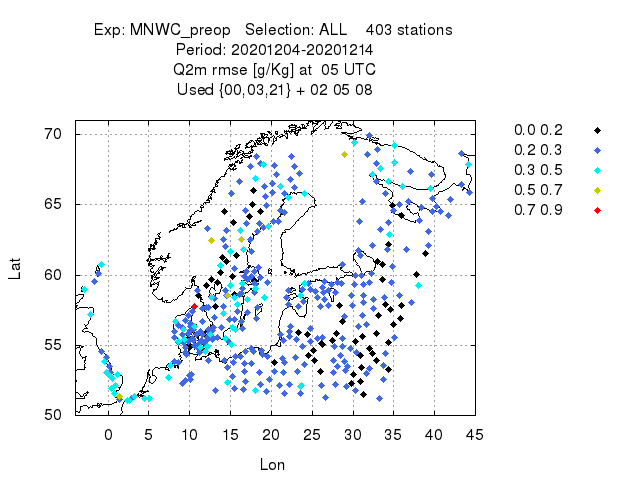 Exp: MNWC_preop   Selection: ALL    403 stations
Period: 20201204-20201214
Q2m rmse [g/Kg] at  05 UTC
Used {00,03,21} + 02 05 08
0.0 0.2
0.2 0.3
0.3 0.5
0.5 0.7
0.7 0.9
70
65
60
55
50
Lat
0 5 10 15 20 25 30 35 40 45
Lon